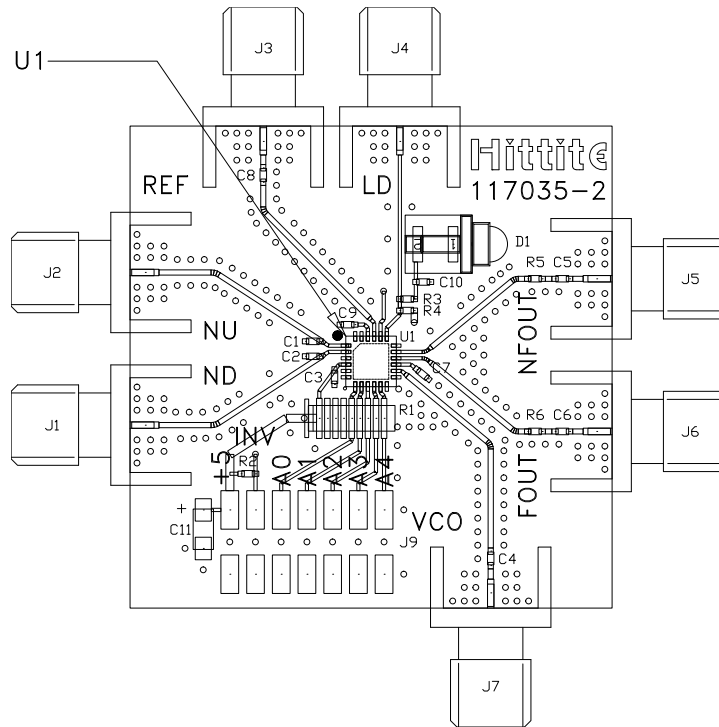 J3
J4
U1
C8
REF
LD
Hittite
117035-2
D1
J2
C10
R5 C5
J5
R3
R4
C9
NU
C1
C2
U1
NFOUT
ND
C3
C7
J1
R1
R6 C6
J6
INV
+5
R2
A0
A1
A2
A3
A4
FOUT
+
C11
VCO
J9
C4
J7